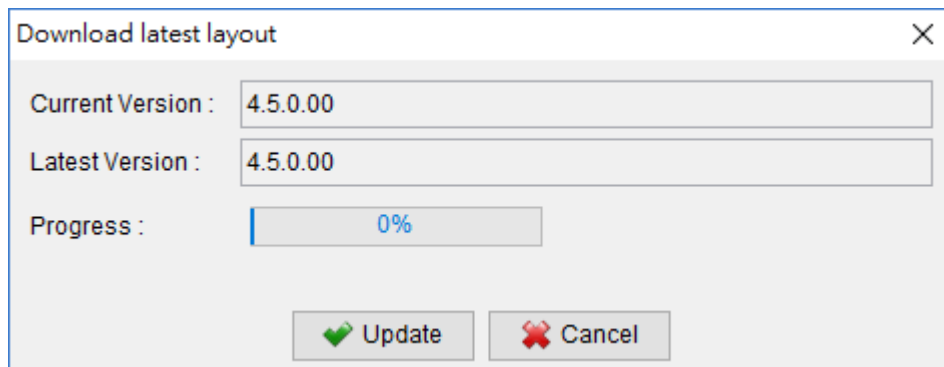 Download latest layout
Current Version : 4.5.0.00
Latest Version : 4.5.0.00
Progress : 0%
Update Cancel